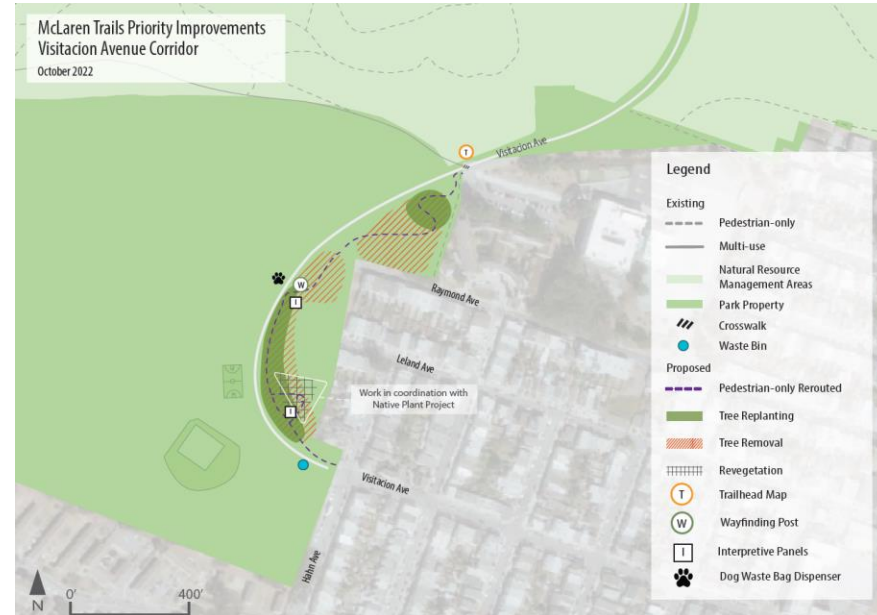 McLaren Trails Priority Improvements
Visitacion Avenue Corridor
October 2022
T
Visitacion Ave
W
I
Raymond Ave
Leland Ave
Work in coordination with
Native Plant Project
I
Visitacion Ave
Hahn Ave
N
0'
400'
Legend
Existing
Pedestrian-only
Multi-use
Natural Resource
Management Areas
Park Property
Crosswalk
Waste Bin
Proposed
Pedestrian-only Rerouted
Tree Replanting
Tree Removal
Revegetation
T Trailhead Map
W Wayfinding Post
I Interpretive Panels
Dog Waste Bag Dispenser